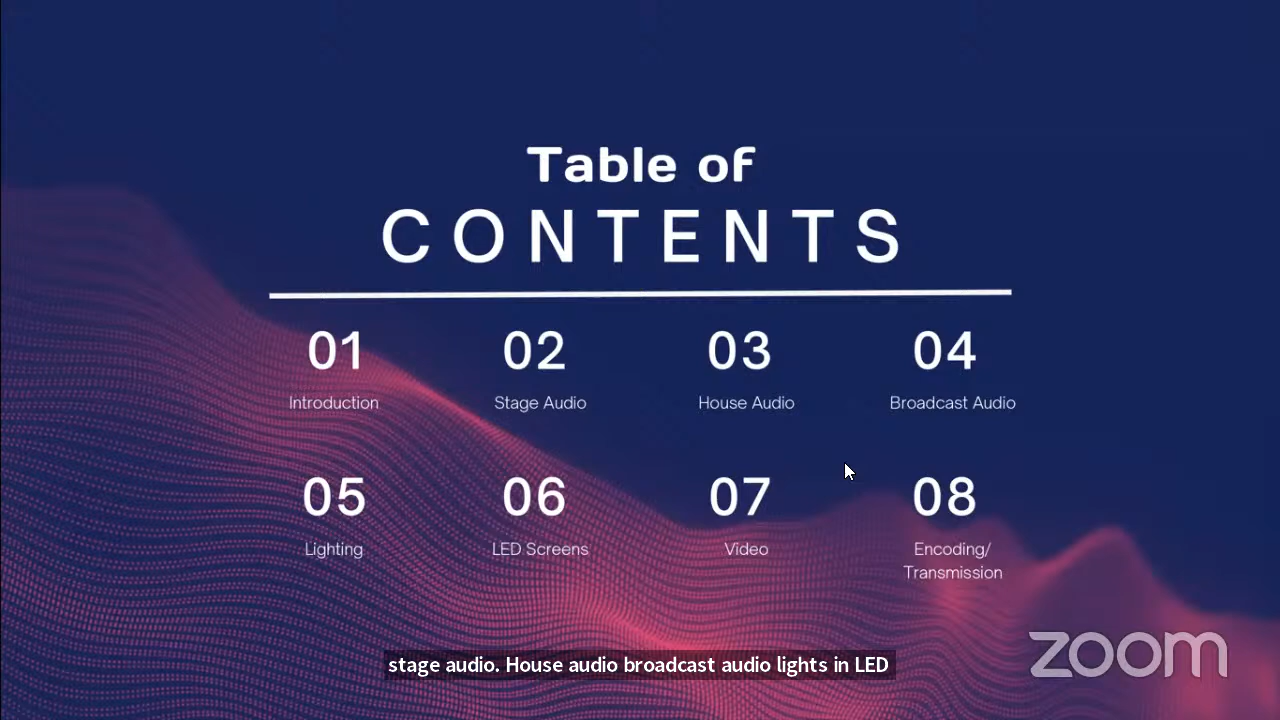 Table of
CONTENTS
01 02 03 04
Introduction Stage Audio House Audio Broadcast Audio
05 06 07 08
Lighting LED Screens Video Encoding/
Transmission
zoom
stage audio. House audio broadcast audio lights in LED